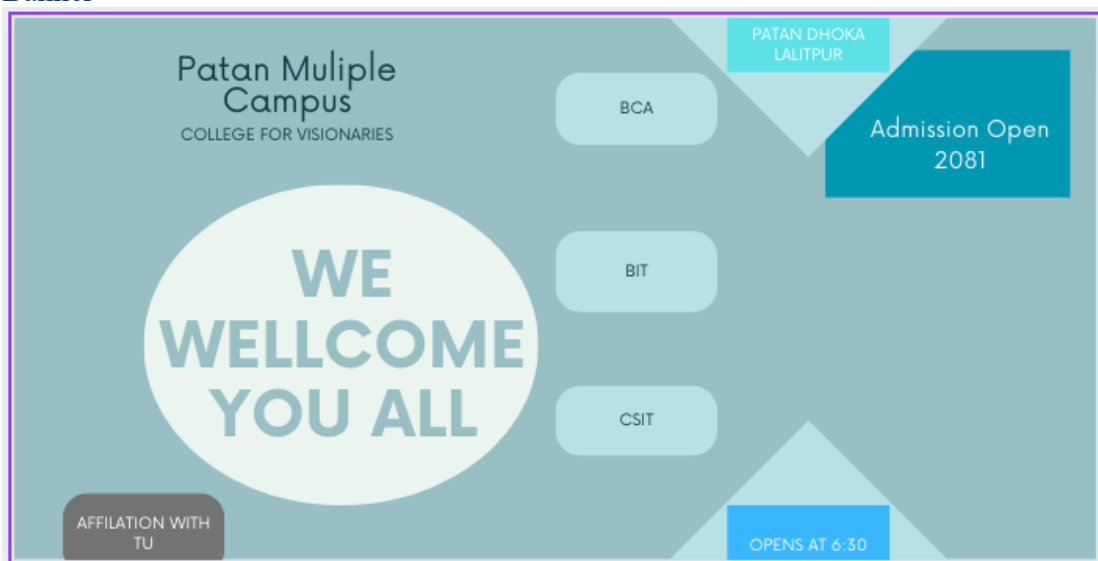 Patan Muliple
Campus
COLLEGE FOR VISIONARIES
PATAN DHOKA
LALITPUR
Admission Open
2081
BCA
BIT
CSIT
WE
WELLCOME
YOU ALL
AFFILATION WITH
TU
OPENS AT 6:30